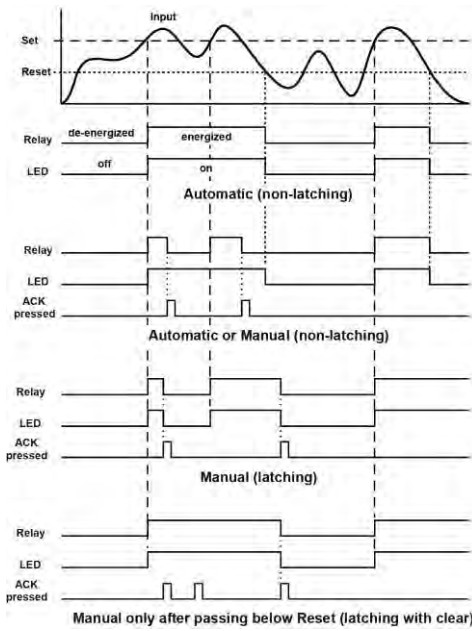 Input
Set
Reset
de-energized
energized
Relay
off
on
LED
Automatic (non-latching)
Relay
LED
ACK
pressed
Automatic or Manual (non-latching)
Relay
LED
ACK
pressed
Manual (latching)
Relay
LED
ACK
pressed
Manual only after passing below Reset (latching with clear)